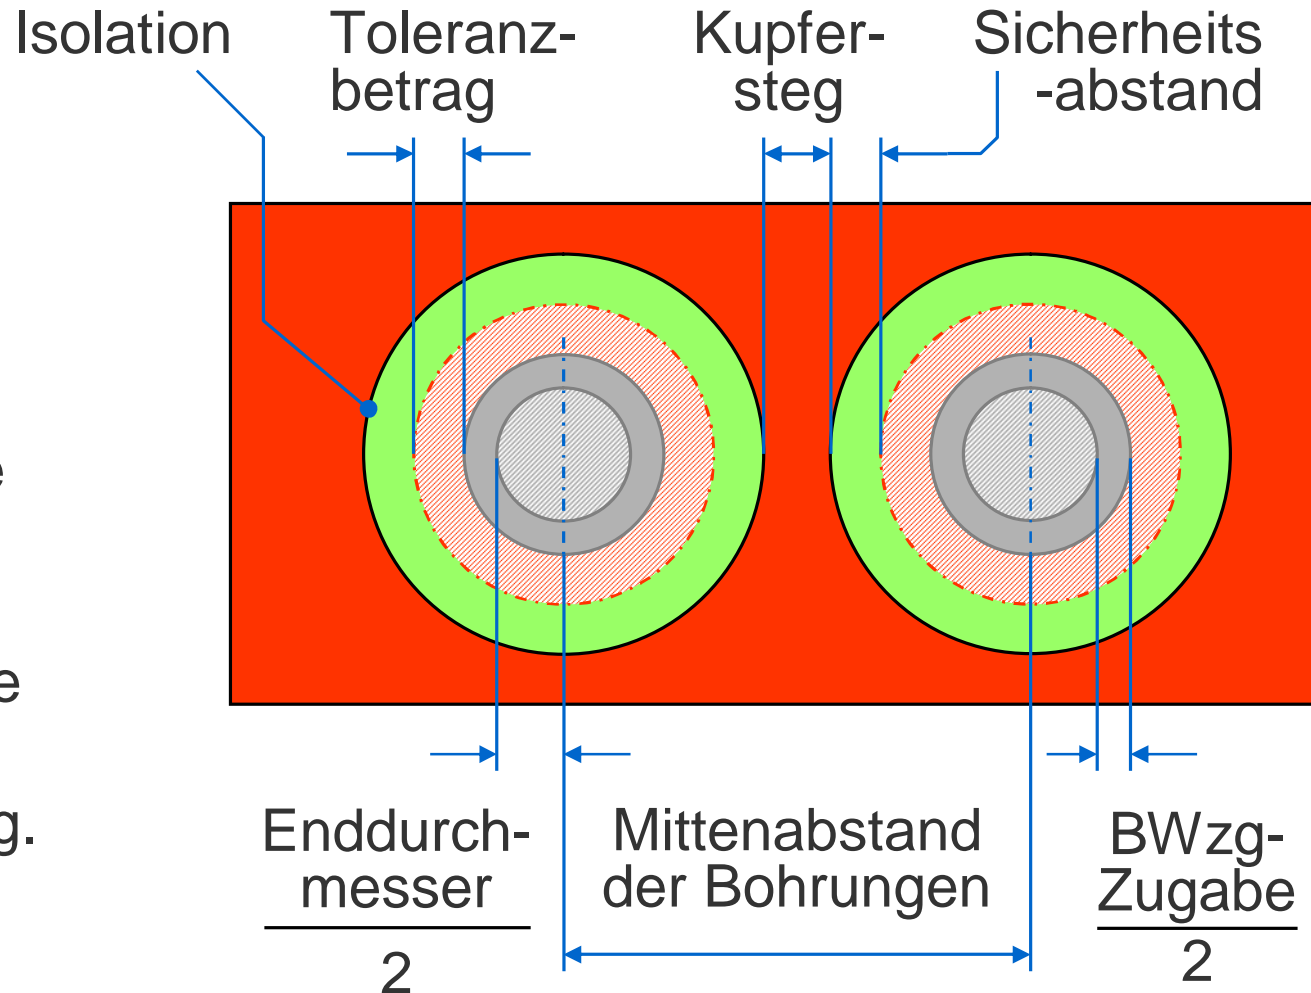 Isolation
Toleranz-
betrag
Kupfer-
steg
Sicherheits
-abstand
e
e
g.
Enddurch-
messer
2
Mittenabstand
der Bohrungen
BWzg-
Zugabe
2